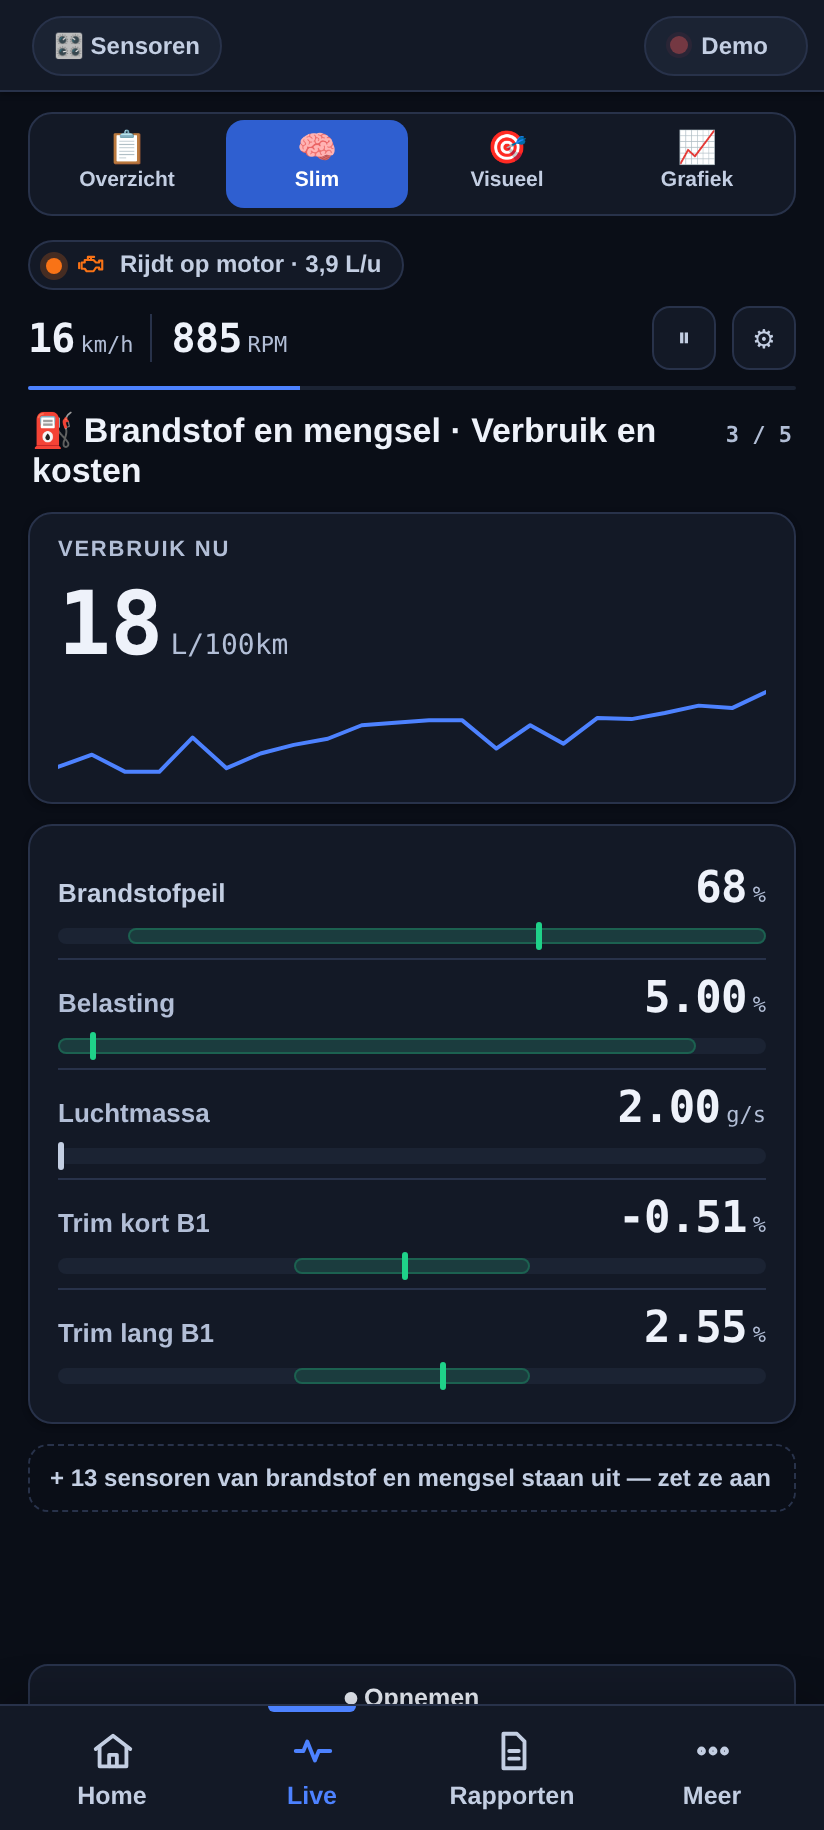 Sensoren
Demo
Overzicht
Slim
Visueel
Grafiek
Rijdt op motor · 3,9 L/u
16 km/h
885 RPM
Brandstof en mengsel · Verbruik en kosten
3 / 5
VERBRUIK NU
18 L/100km
Brandstofpeil
68 %
Belasting
5.00 %
Luchtmassa
2.00 g/s
Trim kort B1
-0.51 %
Trim lang B1
2.55 %
+ 13 sensoren van brandstof en mengsel staan uit — zet ze aan
Opnemen
Home
Live
Rapporten
Meer